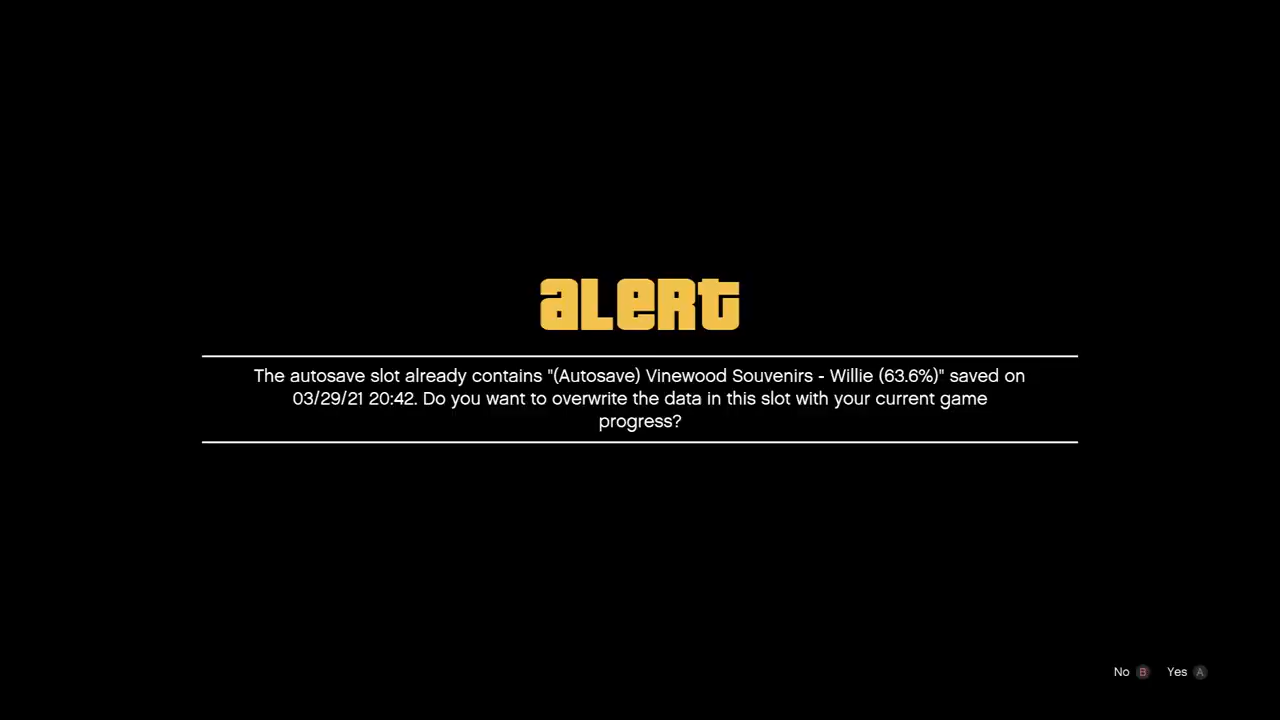 aLeRt
The autosave slot already contains "(Autosave) Vinewood Souvenirs - Willie (63.6%)" saved on
03/29/21 20:42. Do you want to overwrite the data in this slot with your current game
progress?
No B Yes A